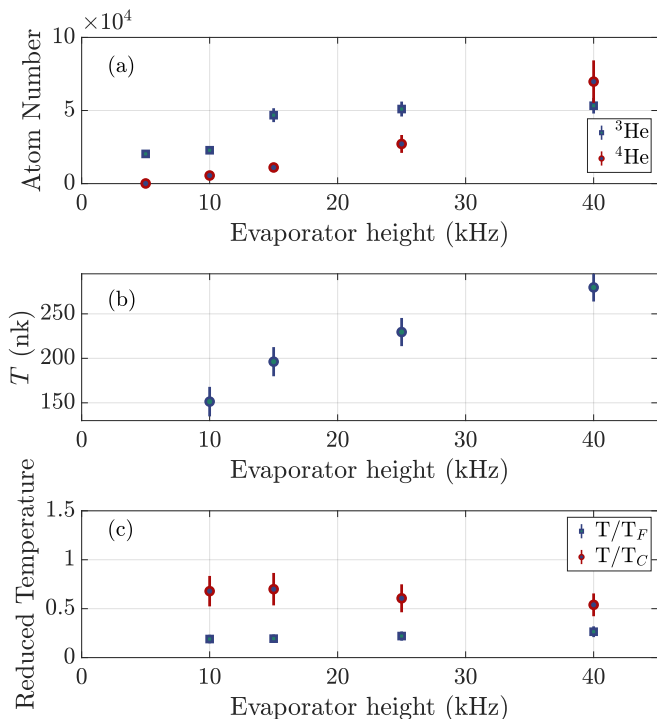 ×10⁴
10
5
0
Atom Number
(a)
³He
⁴He
0 10 20 30 40
Evaporator height (kHz)
250
200
150
T (nk)
(b)
0 10 20 30 40
Evaporator height (kHz)
1.5
1
0.5
0
Reduced Temperature
(c)
T/T_F
T/T_C
0 10 20 30 40
Evaporator height (kHz)